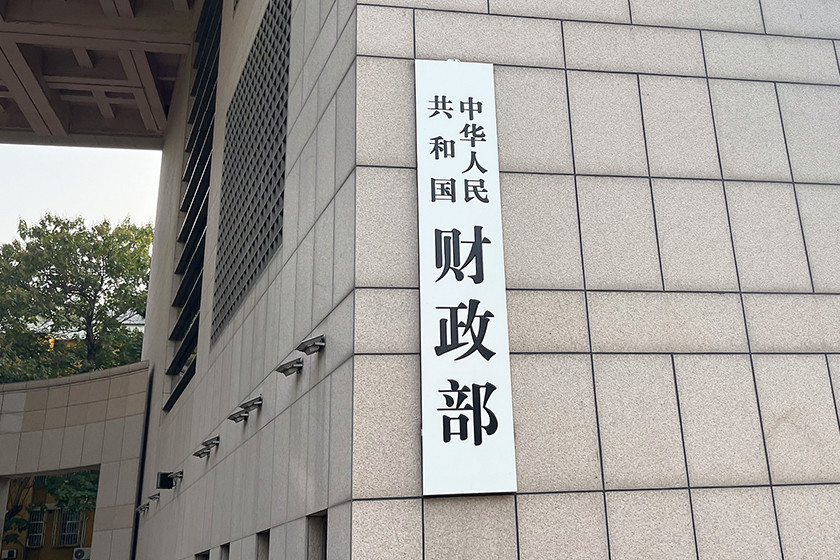 中华人民
共和国
财政部